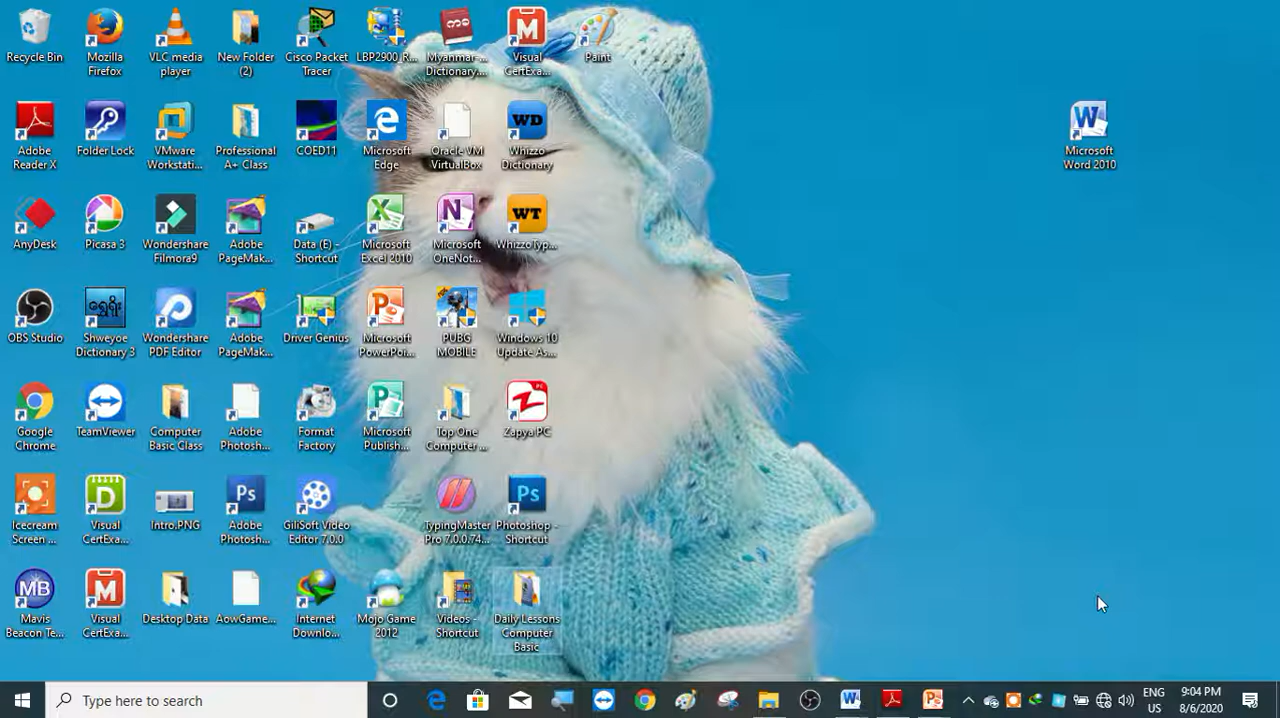 Recycle Bin
Mozilla
Firefox
VLC media
player
New Folder
(2)
Cisco Packet
Tracer
LBP2900_R...
Myanmar-...
Dictionary...
Visual
CertExa...
Paint
Adobe
Reader X
Folder Lock
VMware
Workstati...
Professional
A+ Class
COED11
Microsoft
Edge
Oracle VM
VirtualBox
WD
Whizzo
Dictionary
Microsoft
Word 2010
AnyDesk
Picasa 3
Wondershare
Filmora9
Adobe
PageMak...
Data (E) -
Shortcut
Microsoft
Excel 2010
Microsoft
OneNot...
WT
WhizzoTyp...
OBS Studio
Shweyoe
Dictionary 3
Wondershare
PDF Editor
Adobe
PageMak...
Driver Genius
Microsoft
PowerPoi...
PUBG
MOBILE
Windows 10
Update As...
Google
Chrome
TeamViewer
Computer
Basic Class
Adobe
Photosh...
Format
Factory
Microsoft
Publish...
Top One
Computer ...
Zapya PC
Icecream
Screen ...
Visual
CertExa...
Intro.PNG
Ps
Adobe
Photosh...
GiliSoft Video
Editor 7.0.0
TypingMaster
Pro 7.0.0.74...
Ps
Photoshop -
Shortcut
MB
Mavis
Beacon Te...
Visual
CertExa...
Desktop Data
AowGame...
Internet
Downlo...
Mojo Game
2012
Videos -
Shortcut
Daily Lessons
Computer
Basic
Type here to search
ENG
US
9:04 PM
8/6/2020